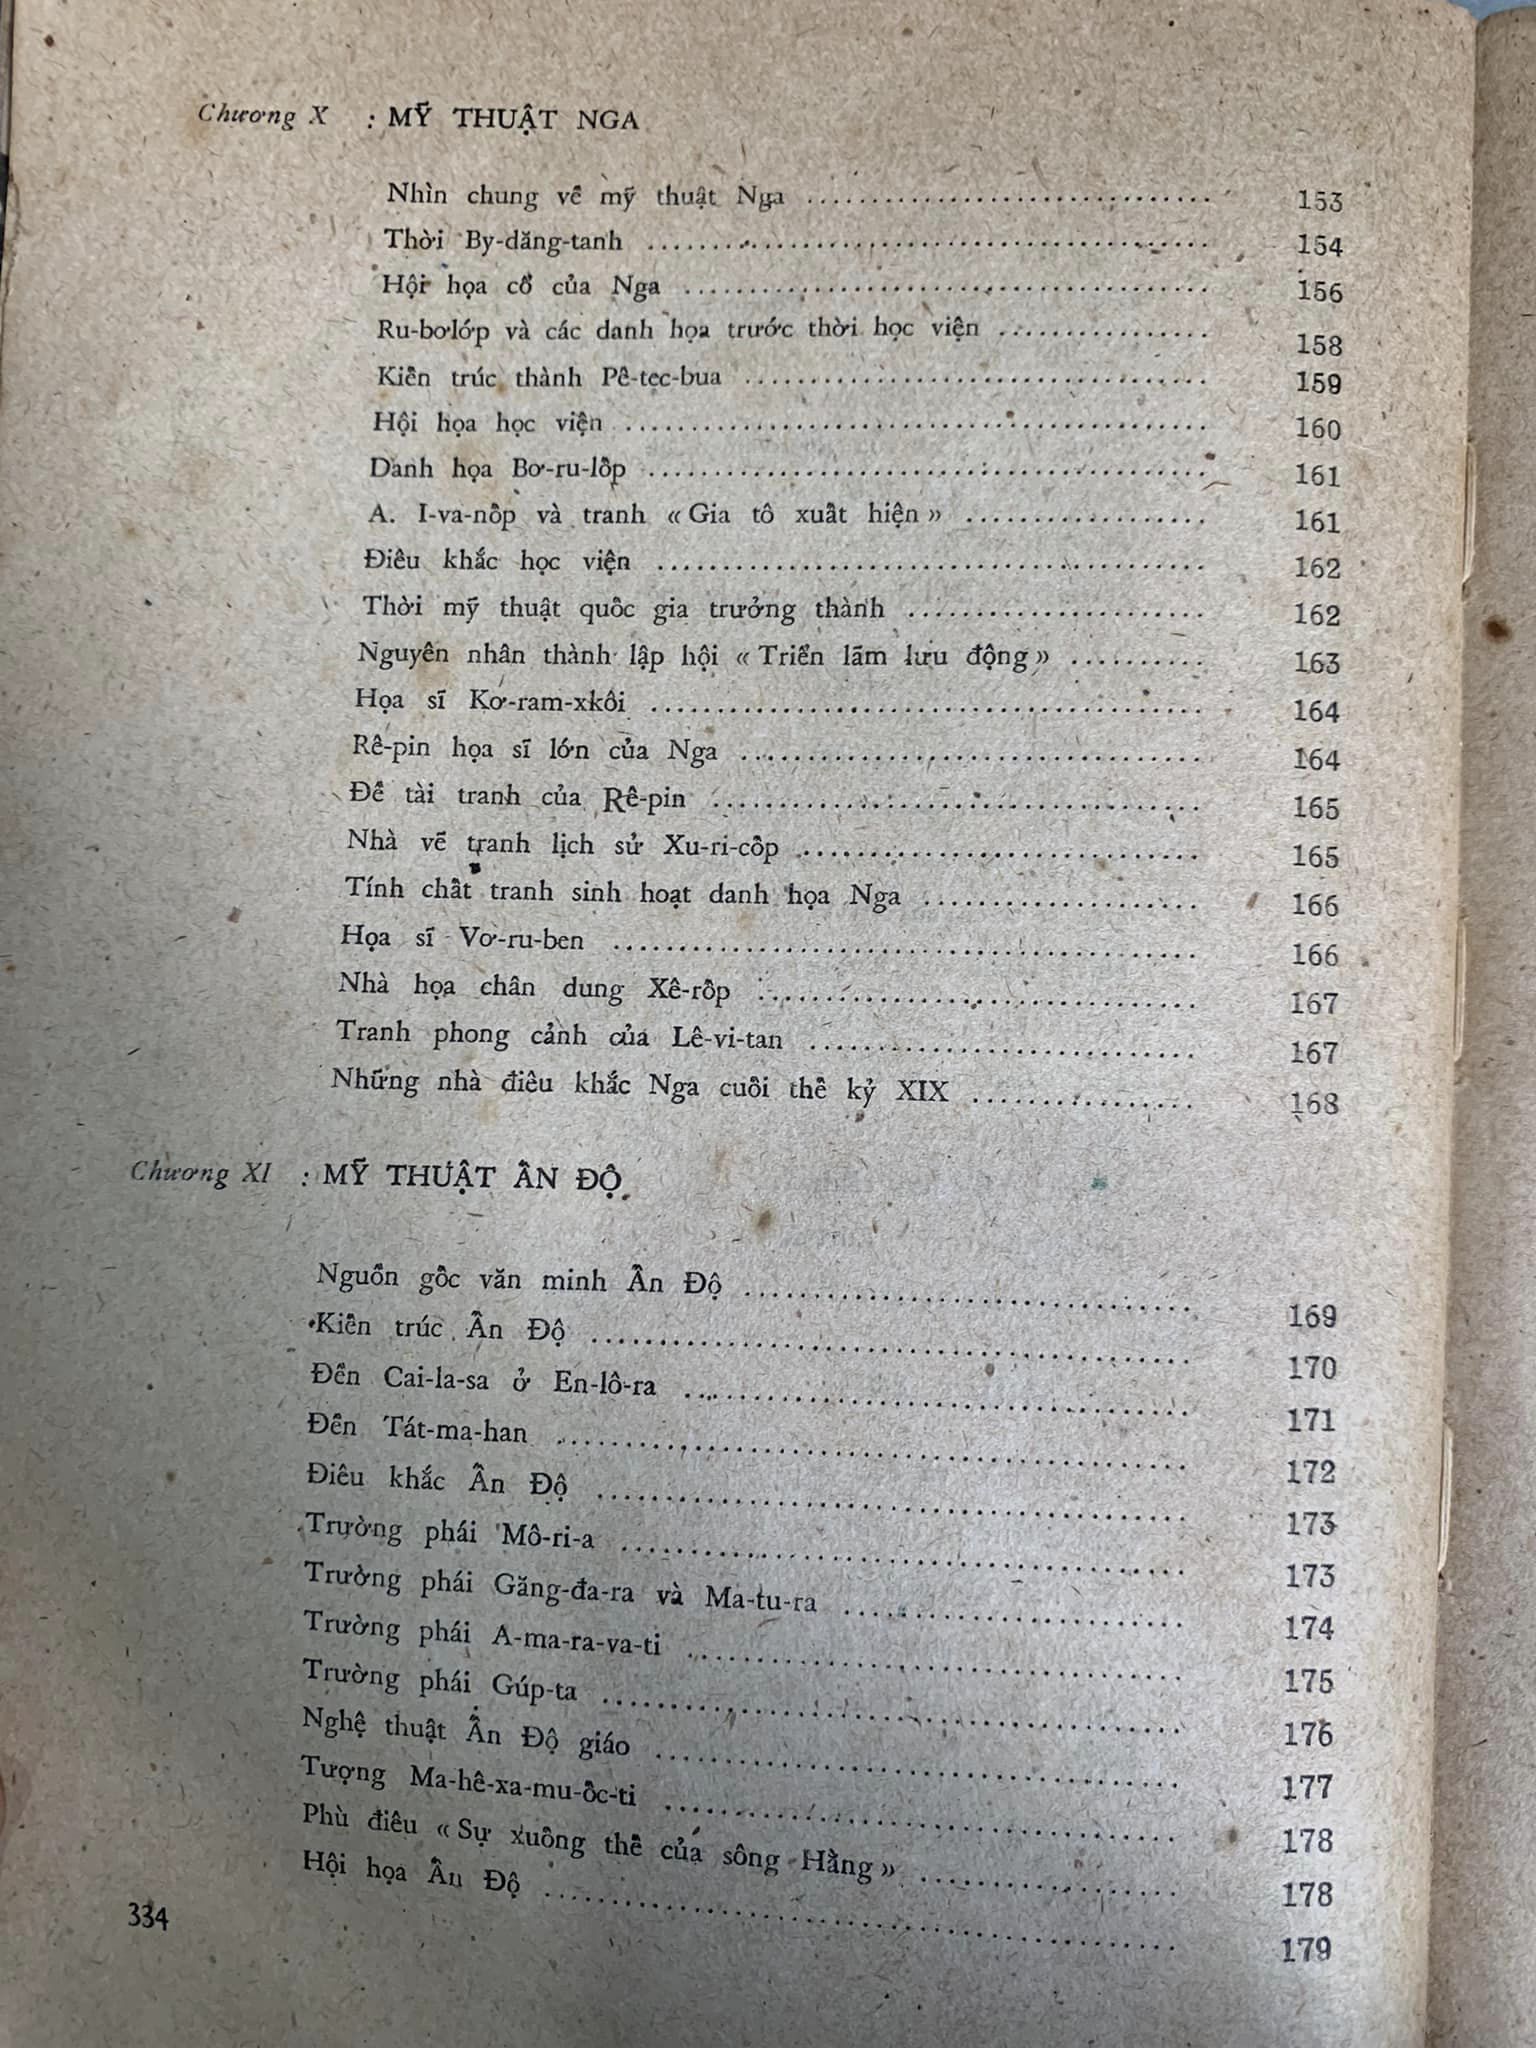 Chương X : MỸ THUẬT NGA
Nhìn chung về mỹ thuật Nga ................................ 153
Thời By-dăng-tanh ................................ 154
Hội họa cổ của Nga ................................ 156
Ru-bơlớp và các danh họa trước thời học viện ................ 158
Kiến trúc thành Pê-tec-bua ................................ 159
Hội họa học viện ................................ 160
Danh họa Bơ-ru-lốp ................................ 161
A. I-va-nốp và tranh « Gia tô xuất hiện » ................ 161
Điêu khắc học viện ................................ 162
Thời mỹ thuật quốc gia trưởng thành ................ 162
Nguyên nhân thành lập hội « Triển lãm lưu động » .......... 163
Họa sĩ Kơ-ram-xkôi ................................ 164
Rê-pin họa sĩ lớn của Nga ................................ 164
Đề tài tranh của Rê-pin ................................ 165
Nhà vẽ tranh lịch sử Xu-ri-cốp ................................ 165
Tính chất tranh sinh hoạt danh họa Nga ................ 166
Họa sĩ Vơ-ru-ben ................................ 166
Nhà họa chân dung Xê-rốp ................................ 167
Tranh phong cảnh của Lê-vi-tan ................................ 167
Những nhà điêu khắc Nga cuối thế kỷ XIX ................ 168
Chương XI : MỸ THUẬT ẤN ĐỘ
Nguồn gốc văn minh Ấn Độ ................................ 169
Kiến trúc Ấn Độ ................................ 170
Đền Cai-la-sa ở En-lô-ra ................................ 171
Đền Tát-ma-han ................................ 172
Điêu khắc Ấn Độ ................................ 173
Trường phái Mô-ri-a ................................ 173
Trường phái Găng-đa-ra và Ma-tu-ra ................ 174
Trường phái A-ma-ra-va-ti ................................ 175
Trường phái Gúp-ta ................................ 176
Nghệ thuật Ấn Độ giáo ................................ 177
Tượng Ma-hê-xa-mu-ốc-ti ................................ 178
Phù điêu « Sự xuống thế của sông Hằng » ................ 178
Hội họa Ấn Độ ................................ 179
334